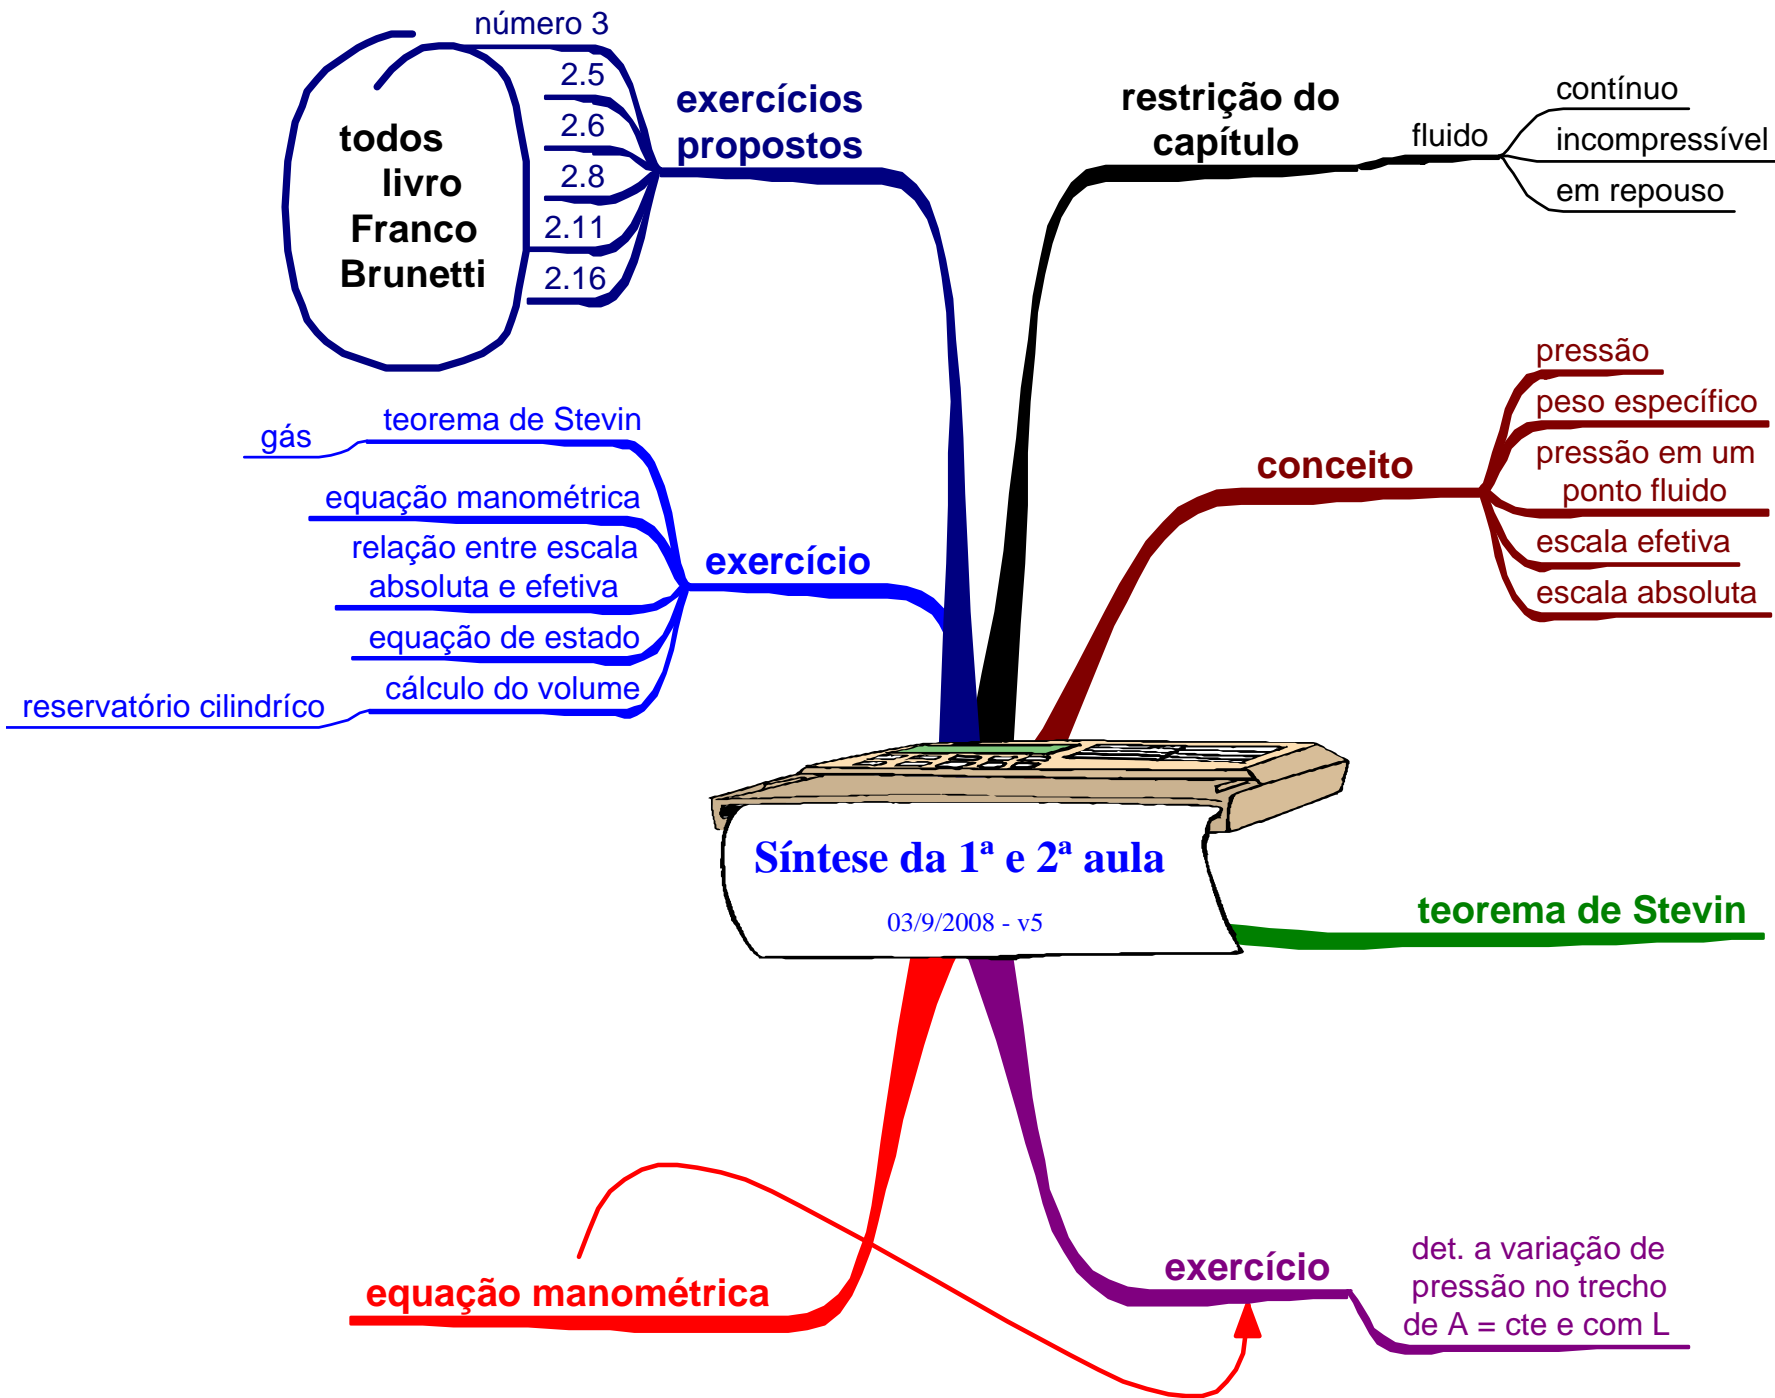 número 3
2.5
2.6
2.8
2.11
2.16
todos
livro
Franco
Brunetti
exercícios
propostos
restrição do
capítulo
fluido
contínuo
incompressível
em repouso
conceito
pressão
peso específico
pressão em um
ponto fluido
escala efetiva
escala absoluta
teorema de Stevin
gás
equação manométrica
relação entre escala
absoluta e efetiva
equação de estado
cálculo do volume
reservatório cilindríco
exercício
Síntese da 1ª e 2ª aula
03/9/2008 - v5
teorema de Stevin
equação manométrica
exercício
det. a variação de
pressão no trecho
de A = cte e com L